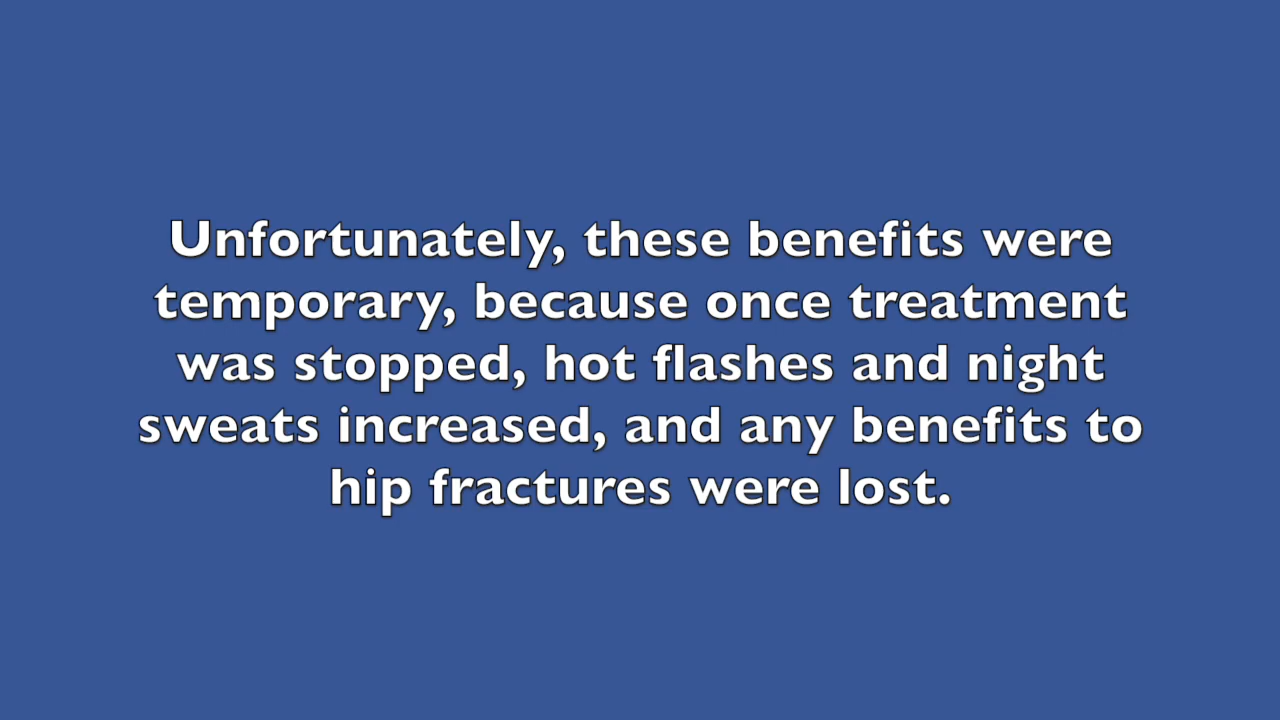 Unfortunately, these benefits were
temporary, because once treatment
was stopped, hot flashes and night
sweats increased, and any benefits to
hip fractures were lost.